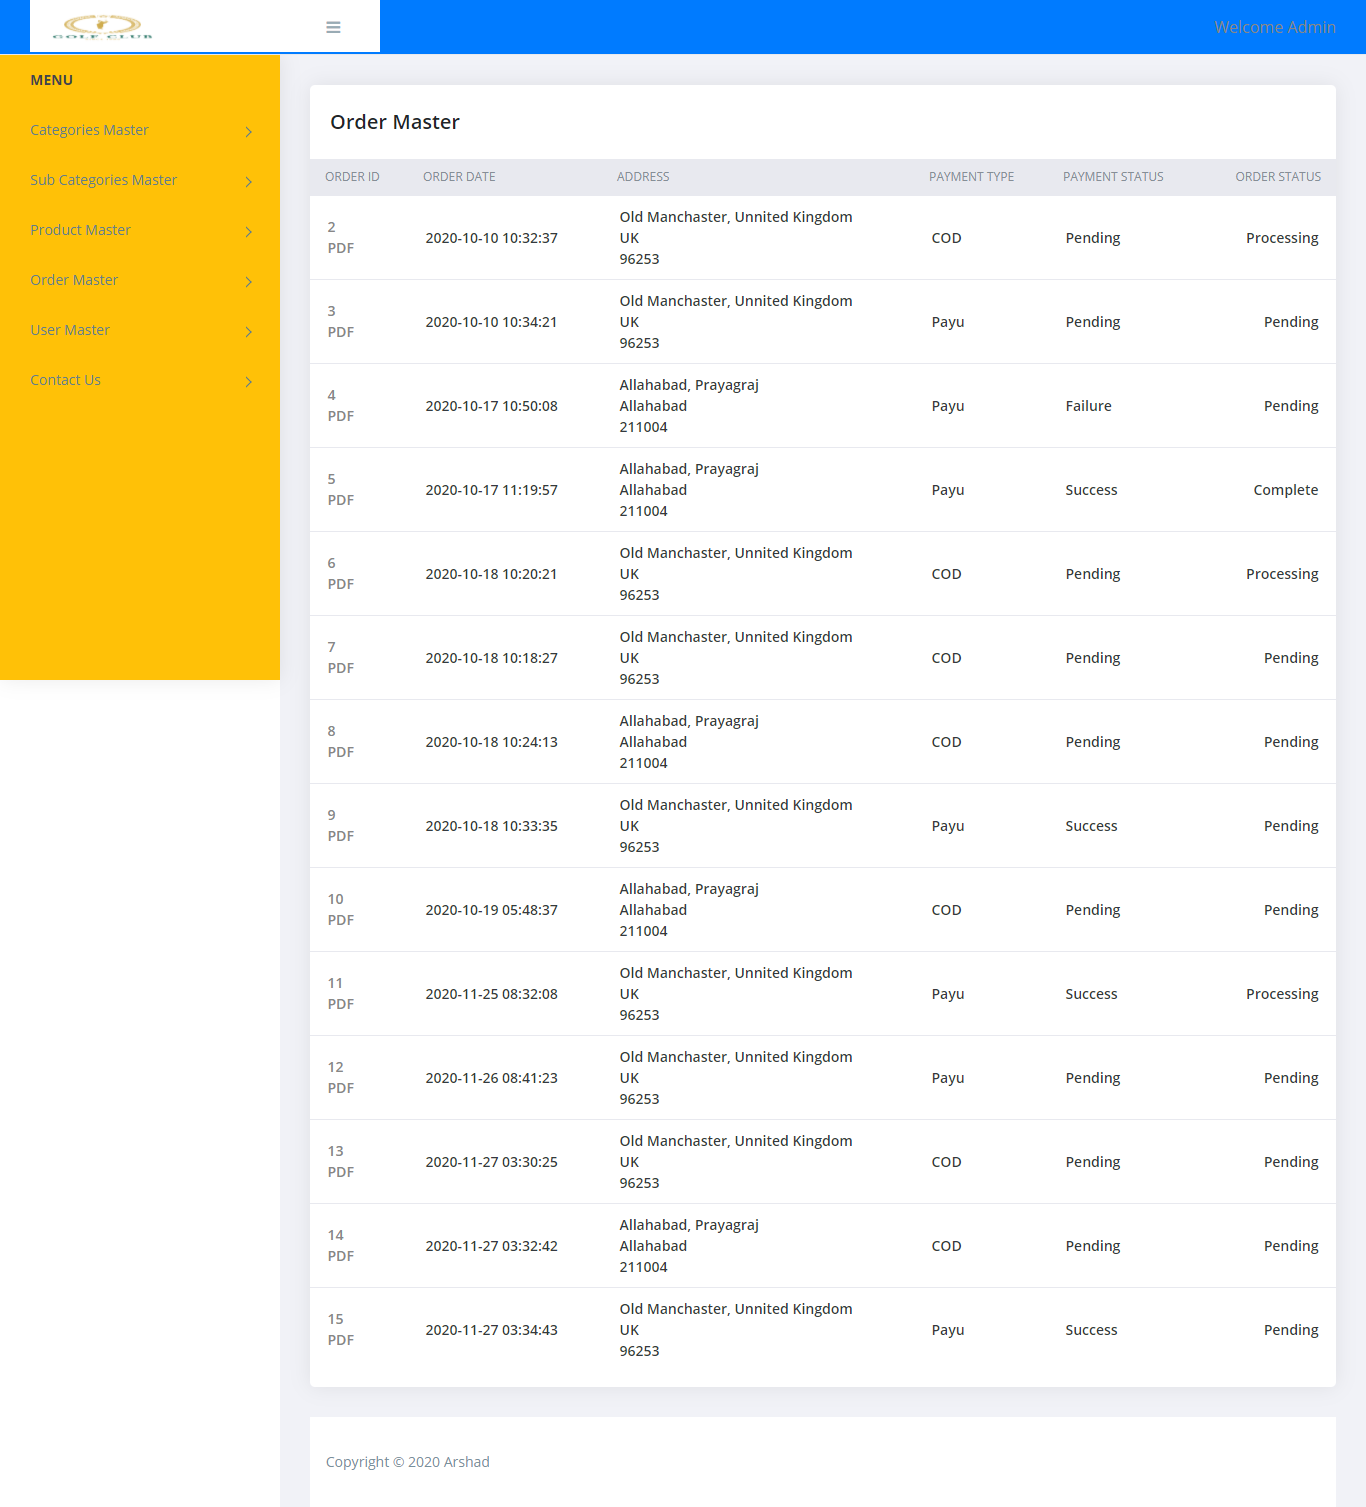 GOLF CLUB
Welcome Admin
MENU
Categories Master
Sub Categories Master
Product Master
Order Master
User Master
Contact Us
Order Master
ORDER ID ORDER DATE ADDRESS PAYMENT TYPE PAYMENT STATUS ORDER STATUS
2
PDF
2020-10-10 10:32:37
Old Manchaster, Unnited Kingdom
UK
96253
COD
Pending
Processing
3
PDF
2020-10-10 10:34:21
Old Manchaster, Unnited Kingdom
UK
96253
Payu
Pending
Pending
4
PDF
2020-10-17 10:50:08
Allahabad, Prayagraj
Allahabad
211004
Payu
Failure
Pending
5
PDF
2020-10-17 11:19:57
Allahabad, Prayagraj
Allahabad
211004
Payu
Success
Complete
6
PDF
2020-10-18 10:20:21
Old Manchaster, Unnited Kingdom
UK
96253
COD
Pending
Processing
7
PDF
2020-10-18 10:18:27
Old Manchaster, Unnited Kingdom
UK
96253
COD
Pending
Pending
8
PDF
2020-10-18 10:24:13
Allahabad, Prayagraj
Allahabad
211004
COD
Pending
Pending
9
PDF
2020-10-18 10:33:35
Old Manchaster, Unnited Kingdom
UK
96253
Payu
Success
Pending
10
PDF
2020-10-19 05:48:37
Allahabad, Prayagraj
Allahabad
211004
COD
Pending
Pending
11
PDF
2020-11-25 08:32:08
Old Manchaster, Unnited Kingdom
UK
96253
Payu
Success
Processing
12
PDF
2020-11-26 08:41:23
Old Manchaster, Unnited Kingdom
UK
96253
Payu
Pending
Pending
13
PDF
2020-11-27 03:30:25
Old Manchaster, Unnited Kingdom
UK
96253
COD
Pending
Pending
14
PDF
2020-11-27 03:32:42
Allahabad, Prayagraj
Allahabad
211004
COD
Pending
Pending
15
PDF
2020-11-27 03:34:43
Old Manchaster, Unnited Kingdom
UK
96253
Payu
Success
Pending
Copyright © 2020 Arshad